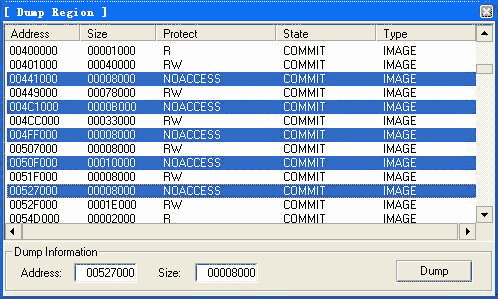 [ Dump Region ]
Address Size Protect State Type
00400000 00001000 R COMMIT IMAGE
00401000 00040000 RW COMMIT IMAGE
00441000 00008000 NOACCESS COMMIT IMAGE
00449000 00078000 RW COMMIT IMAGE
004C1000 0000B000 NOACCESS COMMIT IMAGE
004CC000 00033000 RW COMMIT IMAGE
004FF000 00008000 NOACCESS COMMIT IMAGE
00507000 00008000 RW COMMIT IMAGE
0050F000 00010000 NOACCESS COMMIT IMAGE
0051F000 00008000 RW COMMIT IMAGE
00527000 00008000 NOACCESS COMMIT IMAGE
0052F000 0001E000 RW COMMIT IMAGE
0054D000 00002000 R COMMIT IMAGE
Dump Information
Address: 00527000 Size: 00008000 Dump